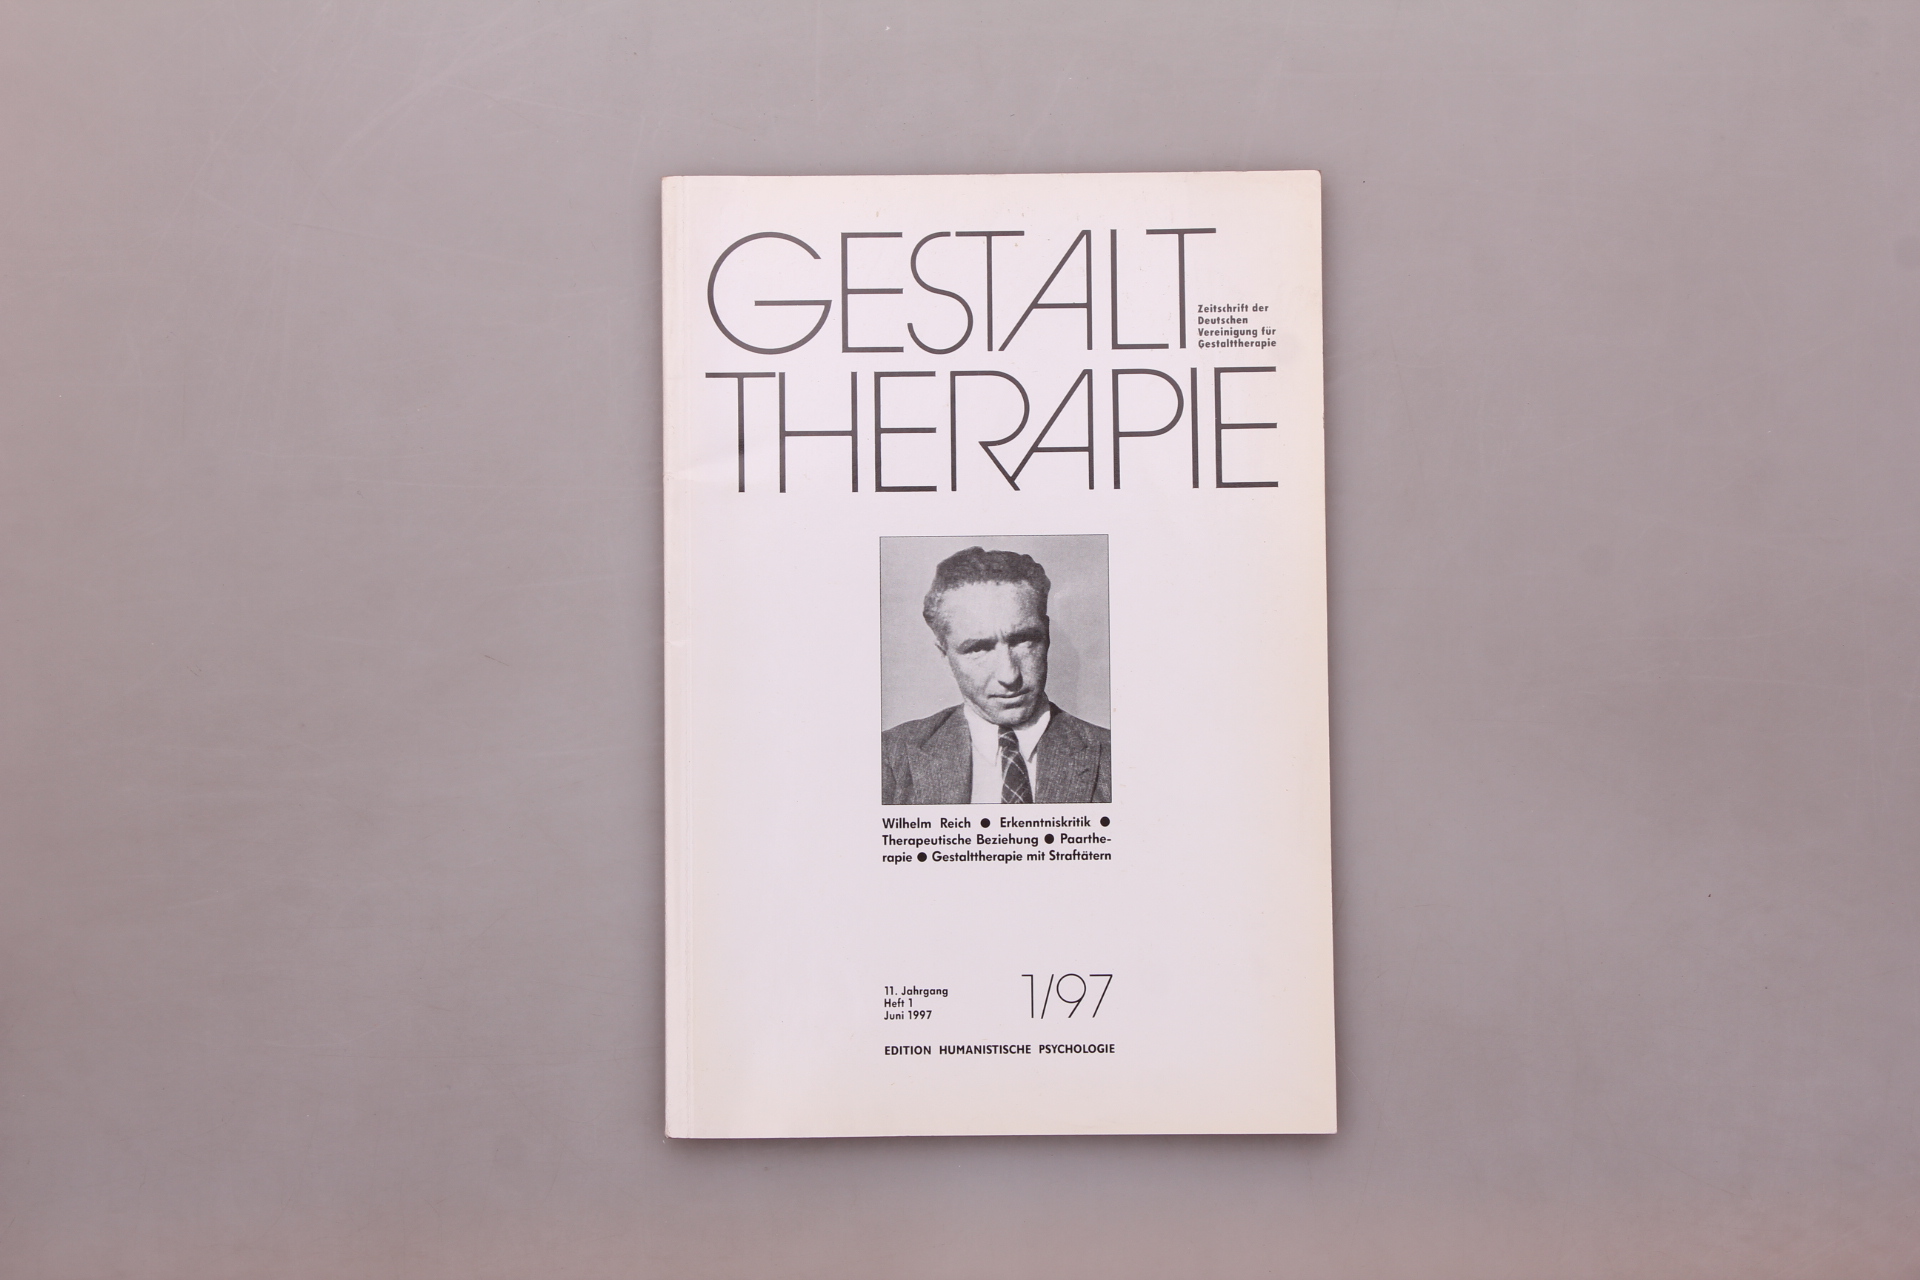 GESTALT
Zeitschrift der
Deutschen
Vereinigung für
Gestalttherapie
THERAPIE
Wilhelm Reich ● Erkenntniskritik ●
Therapeutische Beziehung ● Paarthe-
rapie ● Gestalttherapie mit Straftätern
11. Jahrgang
Heft 1
Juni 1997
1/97
EDITION HUMANISTISCHE PSYCHOLOGIE